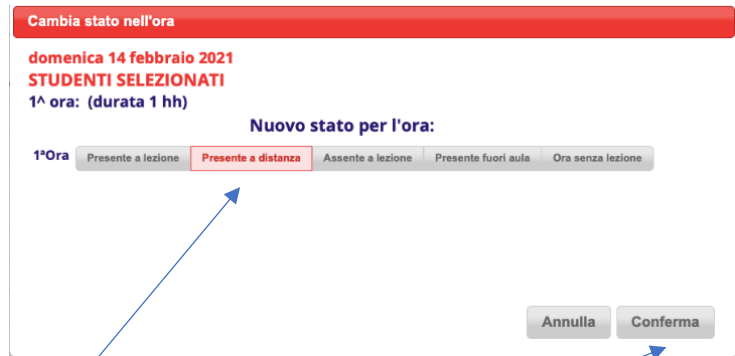 Cambia stato nell'ora
domenica 14 febbraio 2021
STUDENTI SELEZIONATI
1^ ora: (durata 1 hh)
Nuovo stato per l'ora:
1ªOra Presente a lezione Presente a distanza Assente a lezione Presente fuori aula Ora senza lezione
Annulla Conferma